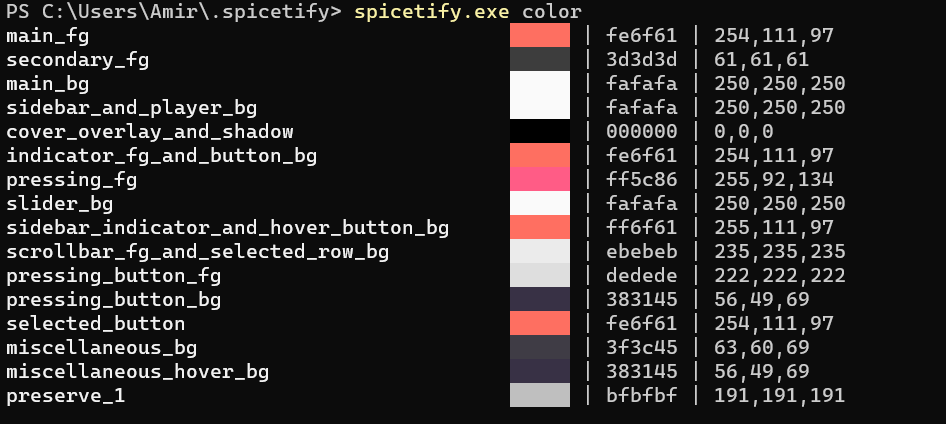 PS C:\Users\Amir\.spicetify> spicetify.exe color
main_fg | fe6f61 | 254,111,97
secondary_fg | 3d3d3d | 61,61,61
main_bg | fafafa | 250,250,250
sidebar_and_player_bg | fafafa | 250,250,250
cover_overlay_and_shadow | 000000 | 0,0,0
indicator_fg_and_button_bg | fe6f61 | 254,111,97
pressing_fg | ff5c86 | 255,92,134
slider_bg | fafafa | 250,250,250
sidebar_indicator_and_hover_button_bg | ff6f61 | 255,111,97
scrollbar_fg_and_selected_row_bg | ebebeb | 235,235,235
pressing_button_fg | dedede | 222,222,222
pressing_button_bg | 383145 | 56,49,69
selected_button | fe6f61 | 254,111,97
miscellaneous_bg | 3f3c45 | 63,60,69
miscellaneous_hover_bg | 383145 | 56,49,69
preserve_1 | bfbfbf | 191,191,191